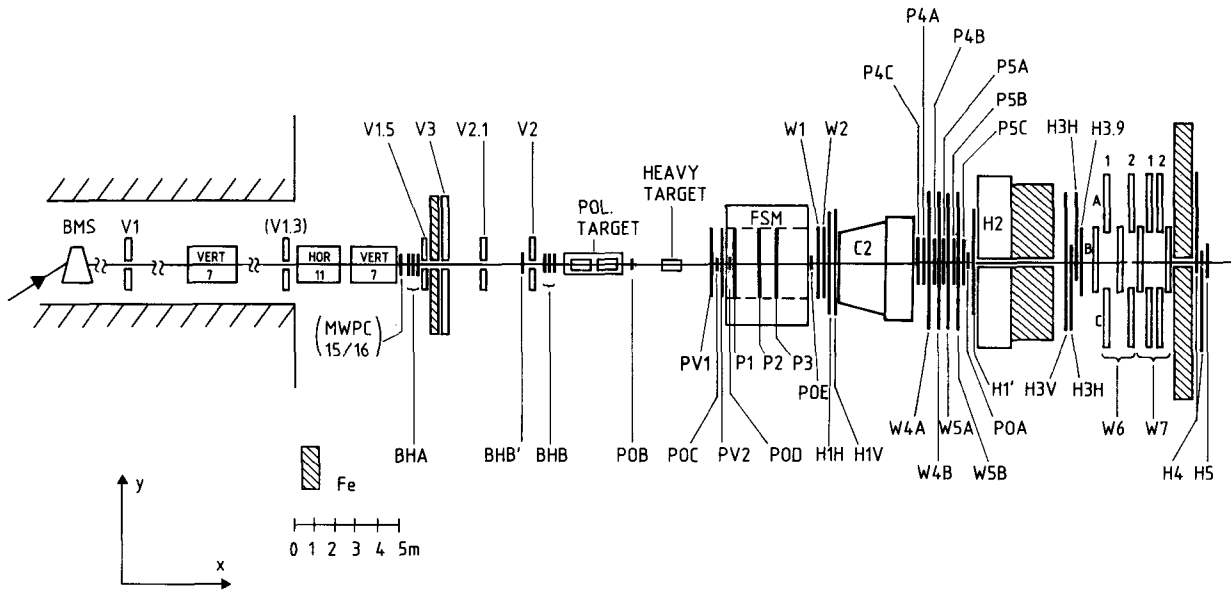 P4A
P4B
P4C
P5A
P5B
P5C
V1.5
V3
V2.1
V2
W1
W2
H3H
H3.9
HEAVY
TARGET
POL.
TARGET
FSM
H2
1
2
1
2
A
B
C
BMS
V1
(V1.3)
VERT
7
HOR
11
VERT
7
C2
(MWPC
15/16)
PV1
P1
P2
P3
POE
H1'
H3V
H3H
W6
W7
W4A
W5A
POA
BHA
BHB'
BHB
POB
POC
PV2
POD
H1H
H1V
W4B
W5B
H4
H5
Fe
y
x
0 1 2 3 4 5m